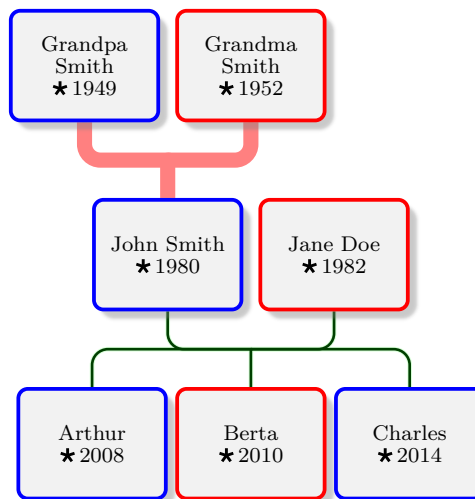 Grandpa
Smith
★ 1949
Grandma
Smith
★ 1952
John Smith
★ 1980
Jane Doe
★ 1982
Arthur
★ 2008
Berta
★ 2010
Charles
★ 2014